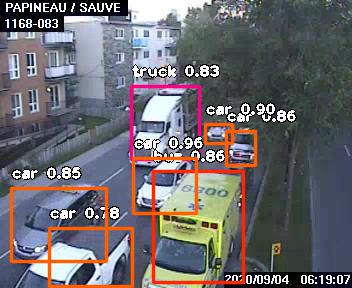 PAPINEAU / SAUVE
1168-083
truck 0.83
car 0.90
car 0.86
car 0.96
bus 0.86
car 0.85
car 0.78
6300
2020/09/04 06:19:07